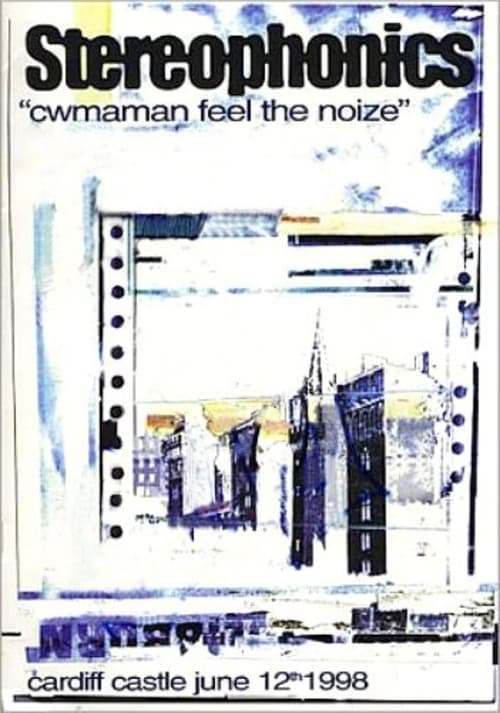 Stereophonics
“cwmaman feel the noize”
cardiff castle june 12th 1998